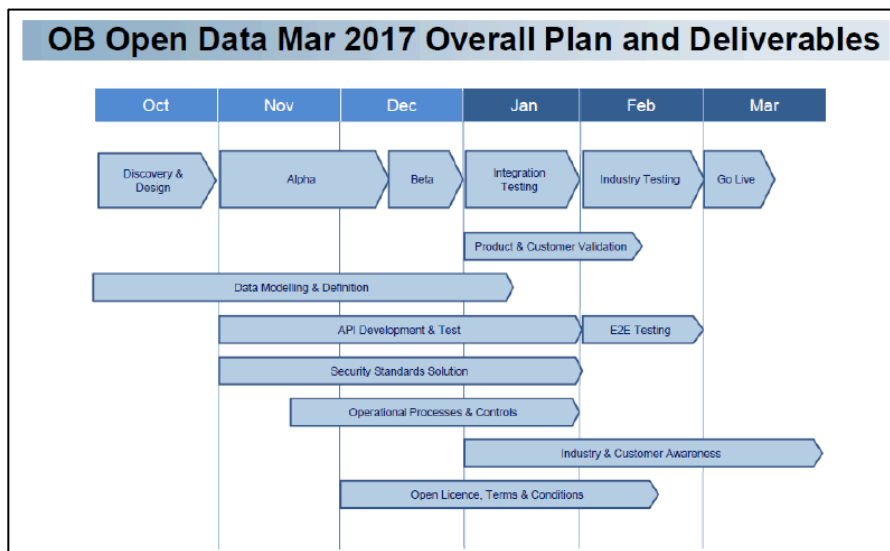 OB Open Data Mar 2017 Overall Plan and Deliverables
Oct Nov Dec Jan Feb Mar
Discovery &
Design
Alpha
Beta
Integration
Testing
Industry Testing
Go Live
Product & Customer Validation
Data Modelling & Definition
API Development & Test
E2E Testing
Security Standards Solution
Operational Processes & Controls
Industry & Customer Awareness
Open Licence, Terms & Conditions